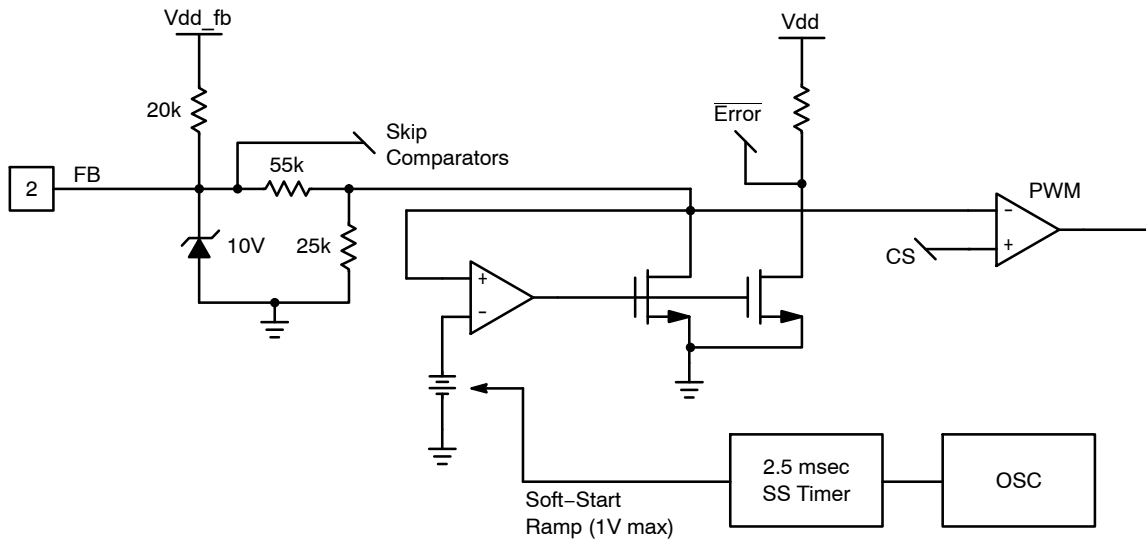 Vdd_fb
Vdd
20k
Error
Skip
Comparators
2
FB
55k
PWM
10V
25k
CS
+
-
-
+
2.5 msec
SS Timer
OSC
Soft-Start
Ramp (1V max)